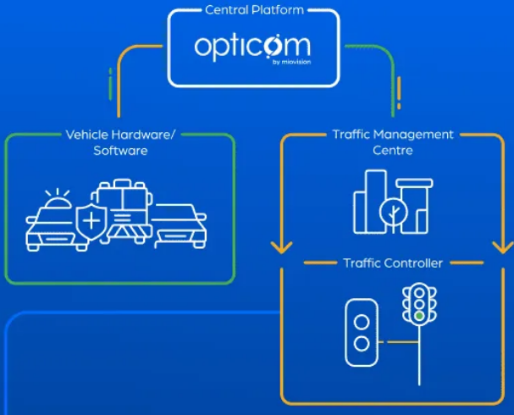 Central Platform
opticom
by miovision
Vehicle Hardware/
Software
Traffic Management
Centre
Traffic Controller